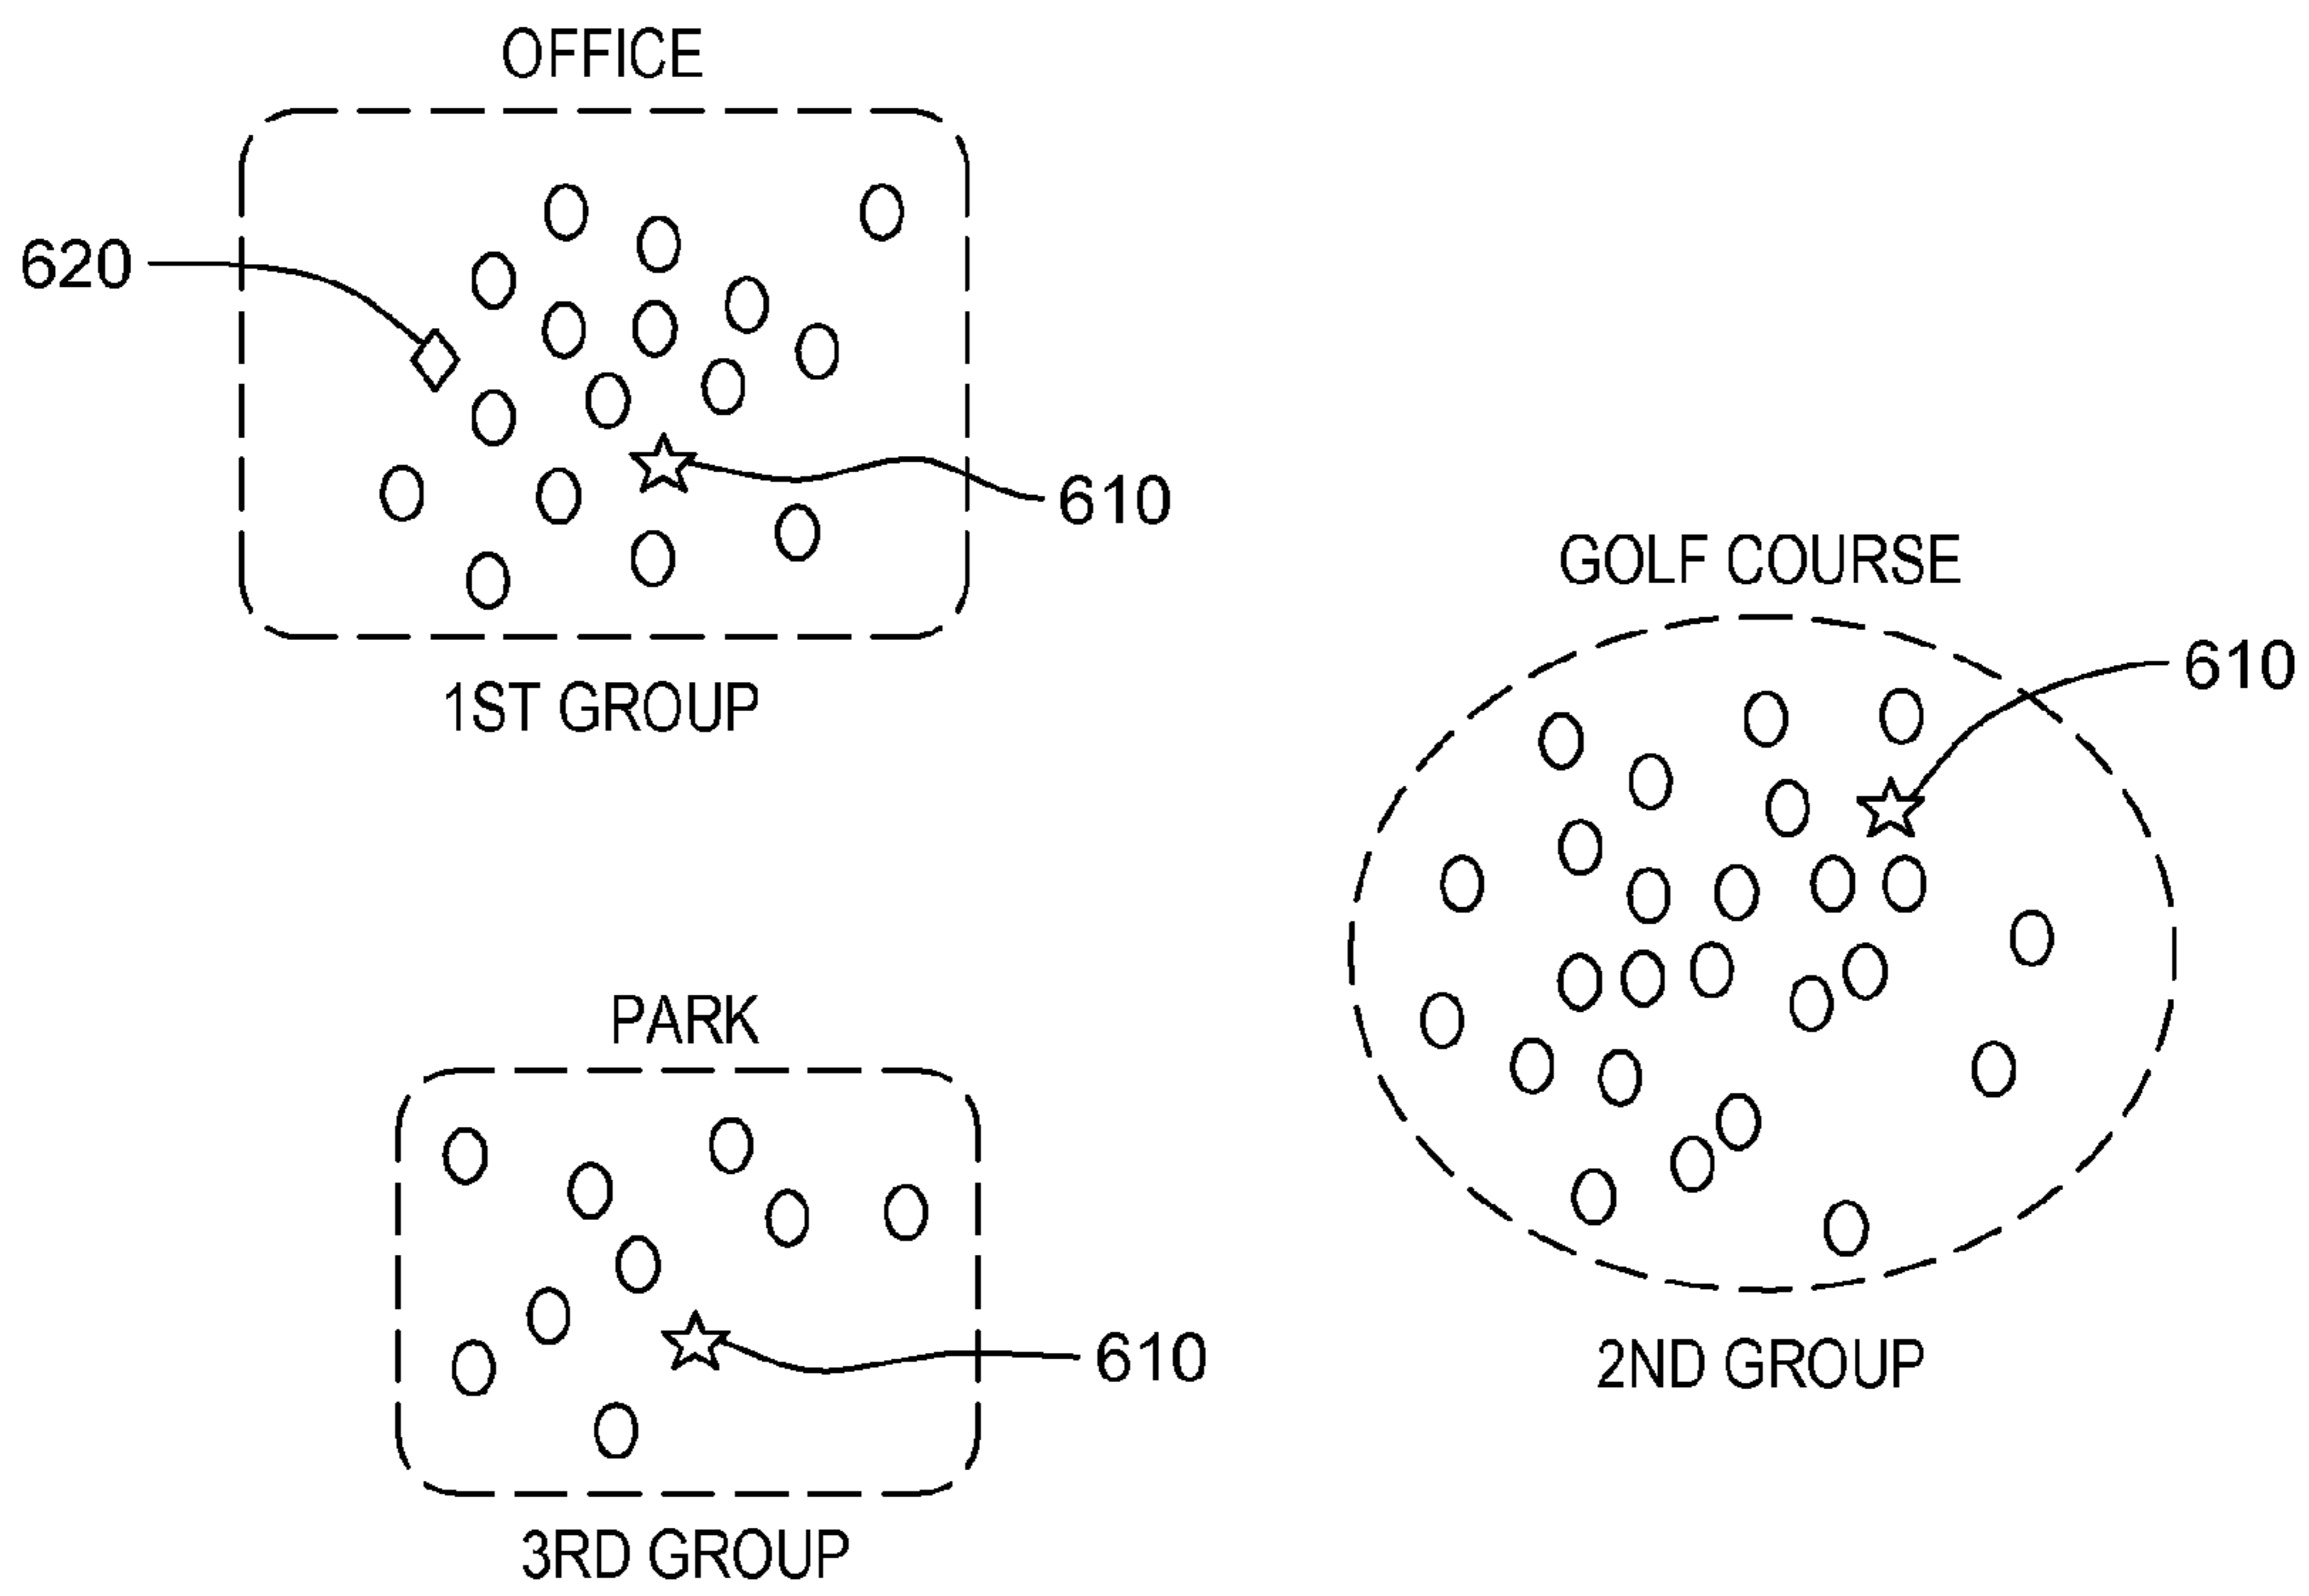 OFFICE
620
610
1ST GROUP
GOLF COURSE
610
2ND GROUP
PARK
610
3RD GROUP